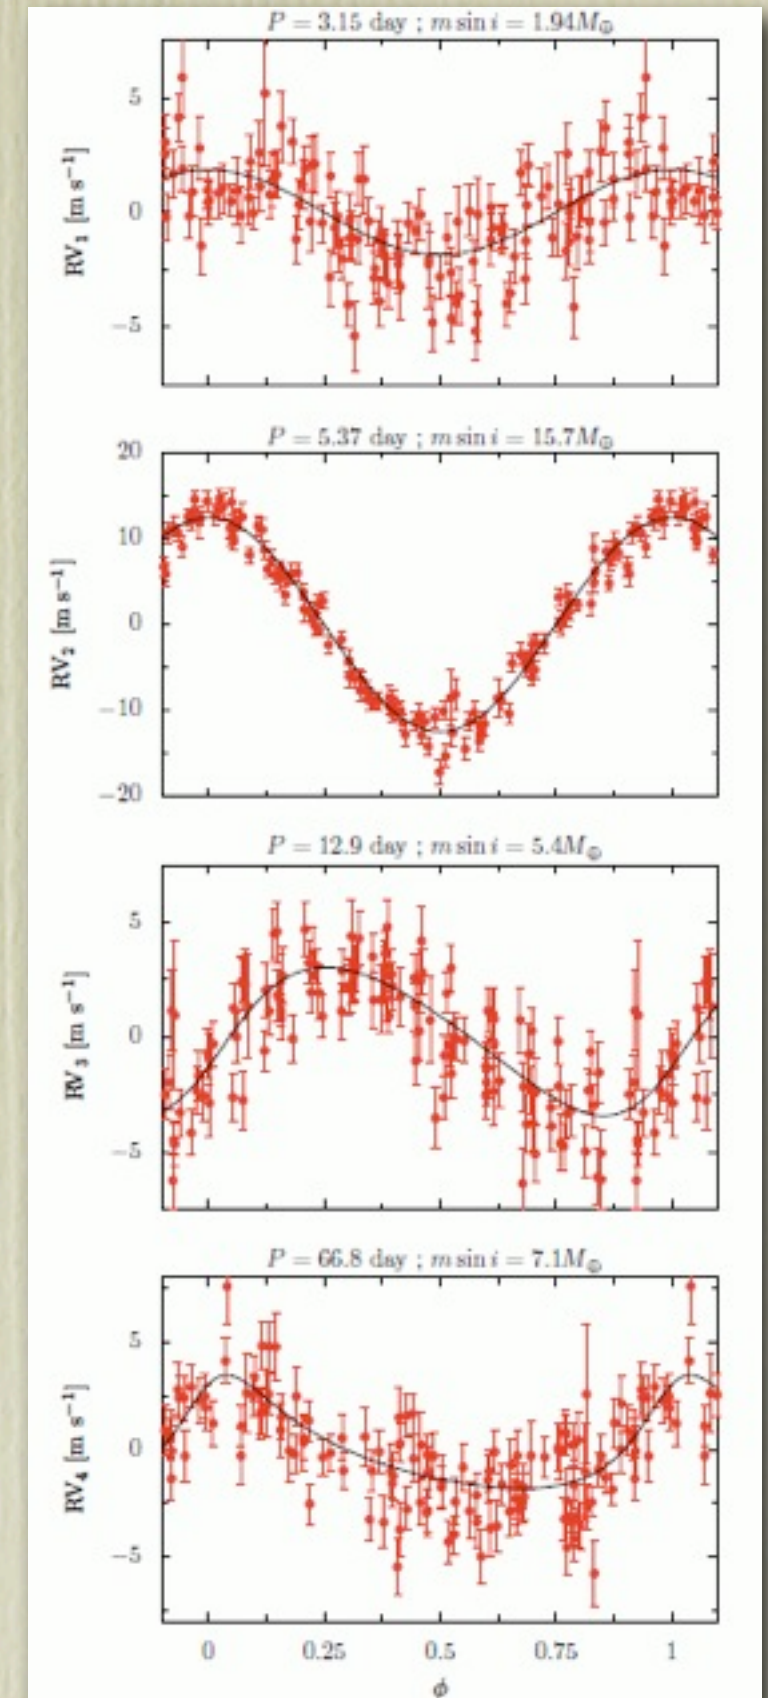 P = 3.15 day ; m sin i = 1.94M⊕
5
0
−5
RV₁ [m s⁻¹]
P = 5.37 day ; m sin i = 15.7M⊕
20
10
0
−10
−20
RV₂ [m s⁻¹]
P = 12.9 day ; m sin i = 5.4M⊕
5
0
−5
RV₃ [m s⁻¹]
P = 66.8 day ; m sin i = 7.1M⊕
5
0
−5
RV₄ [m s⁻¹]
0 0.25 0.5 0.75 1
ϕ